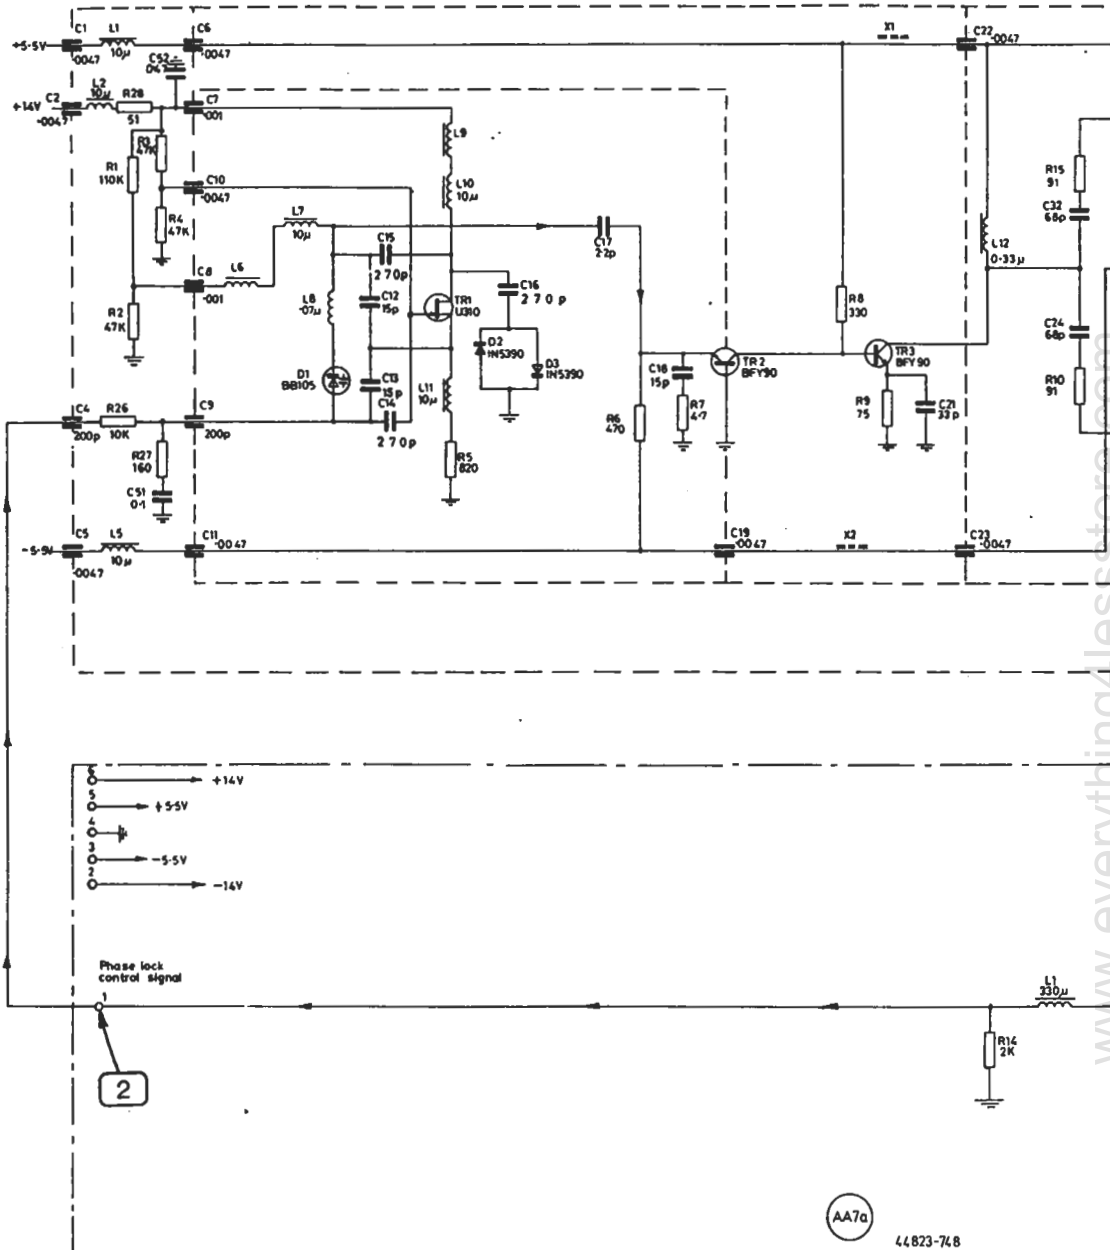 C1
L1
C6
X1
C22
+5·5V
·0047
10μ
·0047
·0047
C52
·047
L2
10μ
R28
C7
+14V
C2
·0047
51
·001
L9
R3
47K
R1
110K
C10
·0047
L10
10μ
R15
91
C32
68p
R4
47K
L7
10μ
C15
270p
C17
2·2p
L12
0·33μ
C8
·001
L6
L8
·07μ
C12
15p
TR1
U310
C16
270p
R8
330
R2
47K
C24
68p
D2
IN5390
D3
IN5390
TR2
BFY90
TR3
BFY90
D1
BB105
C13
15p
L11
10μ
C18
15p
R10
91
C14
270p
R7
4·7
R9
75
C21
33p
C4
200p
R26
10K
C9
200p
R6
470
R27
160
R5
820
C51
0·1
C5
L5
C11
·0047
C19
·0047
X2
C23
·0047
-5·5V
·0047
10μ
6
+14V
5
+5·5V
4
3
-5·5V
2
-14V
Phase lock
control signal
1
L1
330μ
R14
2K
2
AA7a
44823-748
www.everything4lessstore.com